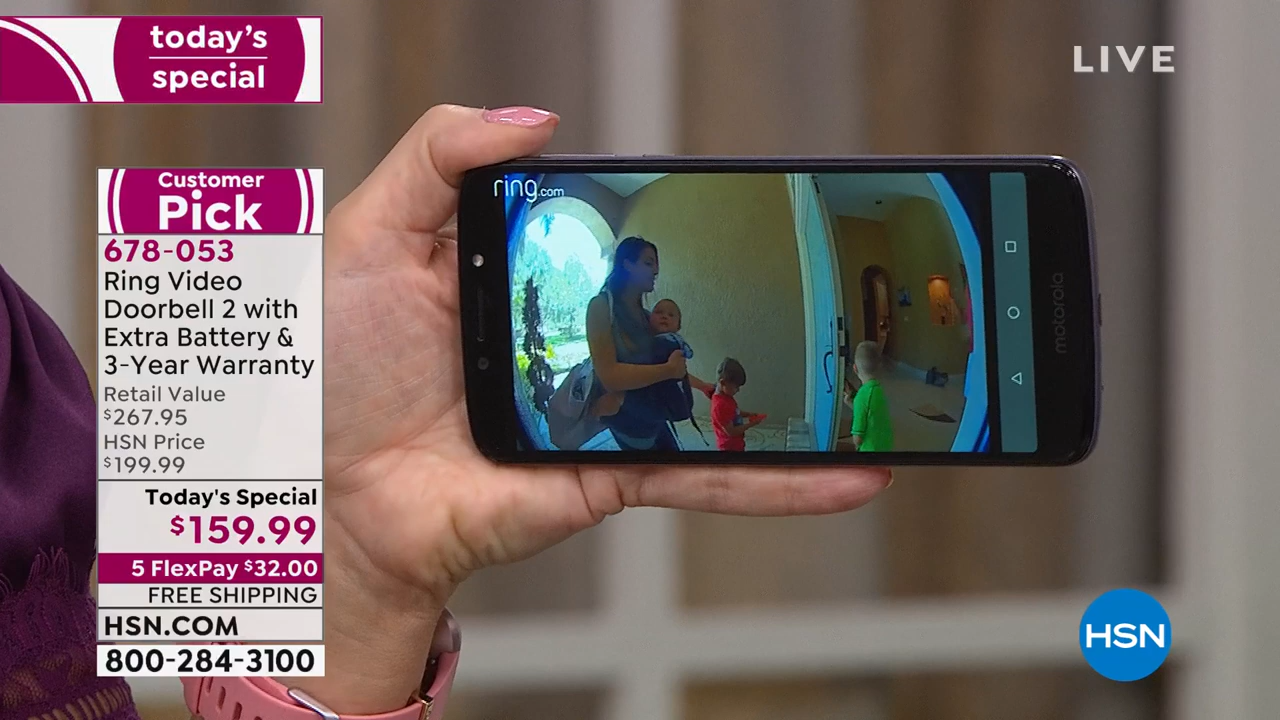 today's
special
LIVE
Customer
Pick
678-053
Ring Video
Doorbell 2 with
Extra Battery &
3-Year Warranty
Retail Value
$267.95
HSN Price
$199.99
Today's Special
$159.99
5 FlexPay $32.00
FREE SHIPPING
HSN.COM
800-284-3100
ring.com
motorola
HSN